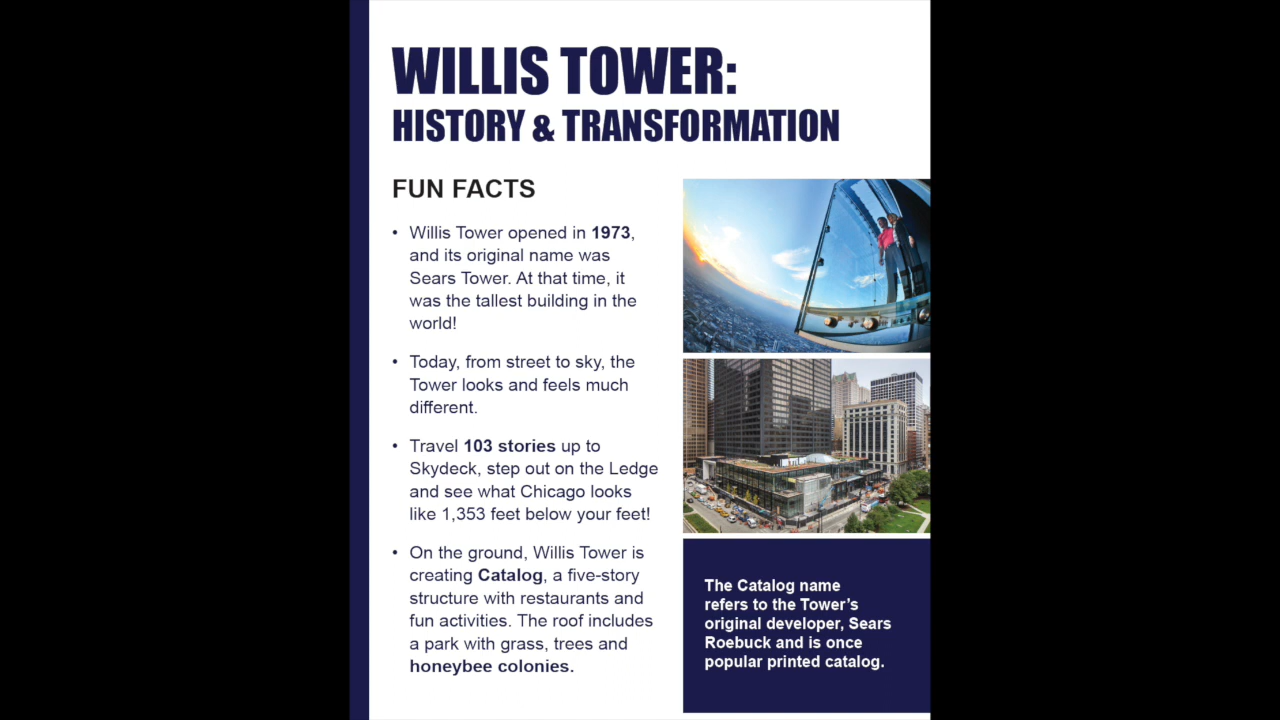 WILLIS TOWER:
HISTORY & TRANSFORMATION
FUN FACTS
• Willis Tower opened in 1973,
and its original name was
Sears Tower. At that time, it
was the tallest building in the
world!
• Today, from street to sky, the
Tower looks and feels much
different.
• Travel 103 stories up to
Skydeck, step out on the Ledge
and see what Chicago looks
like 1,353 feet below your feet!
• On the ground, Willis Tower is
creating Catalog, a five-story
structure with restaurants and
fun activities. The roof includes
a park with grass, trees and
honeybee colonies.
The Catalog name
refers to the Tower's
original developer, Sears
Roebuck and is once
popular printed catalog.